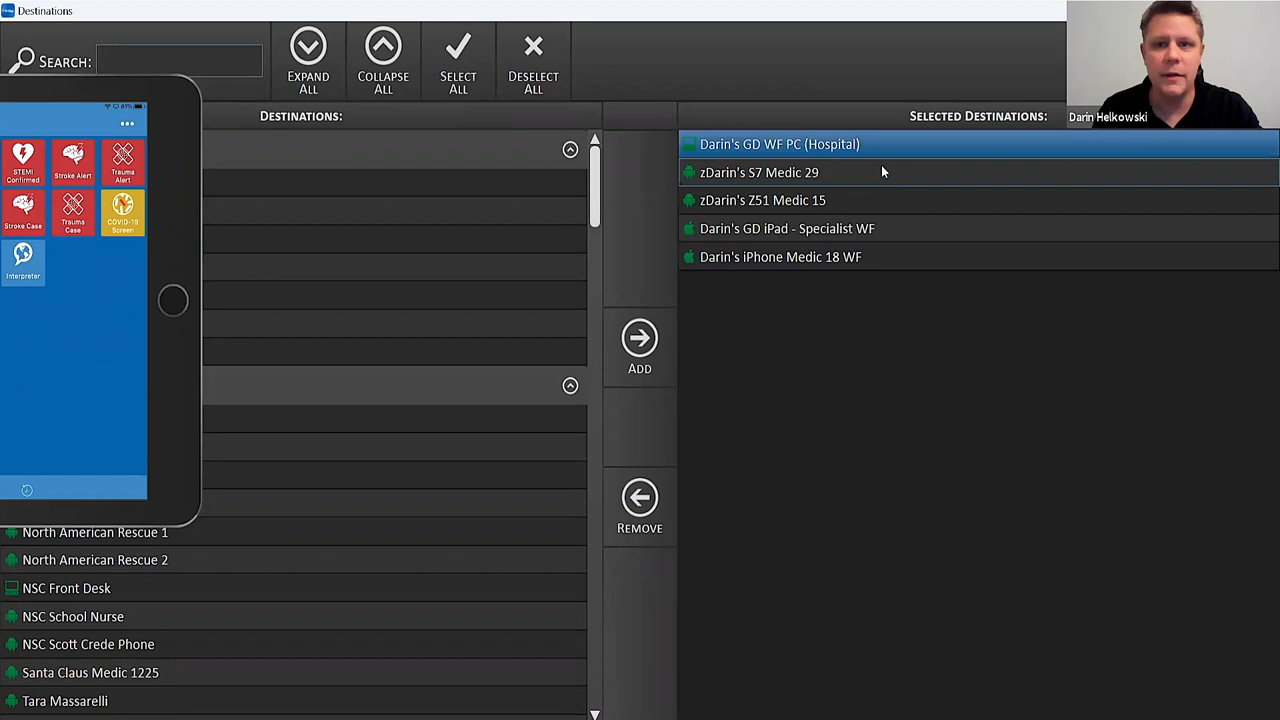 Destinations
SEARCH:
EXPAND ALL
COLLAPSE ALL
SELECT ALL
DESELECT ALL
Darin Helkowski
DESTINATIONS:
SELECTED DESTINATIONS:
STEMI Confirmed
Stroke Alert
Trauma Alert
Stroke Case
Trauma Case
COVID-19 Screen
Interpreter
Darin's GD WF PC (Hospital)
zDarin's S7 Medic 29
zDarin's Z51 Medic 15
Darin's GD iPad - Specialist WF
Darin's iPhone Medic 18 WF
ADD
REMOVE
North American Rescue 1
North American Rescue 2
NSC Front Desk
NSC School Nurse
NSC Scott Crede Phone
Santa Claus Medic 1225
Tara Massarelli